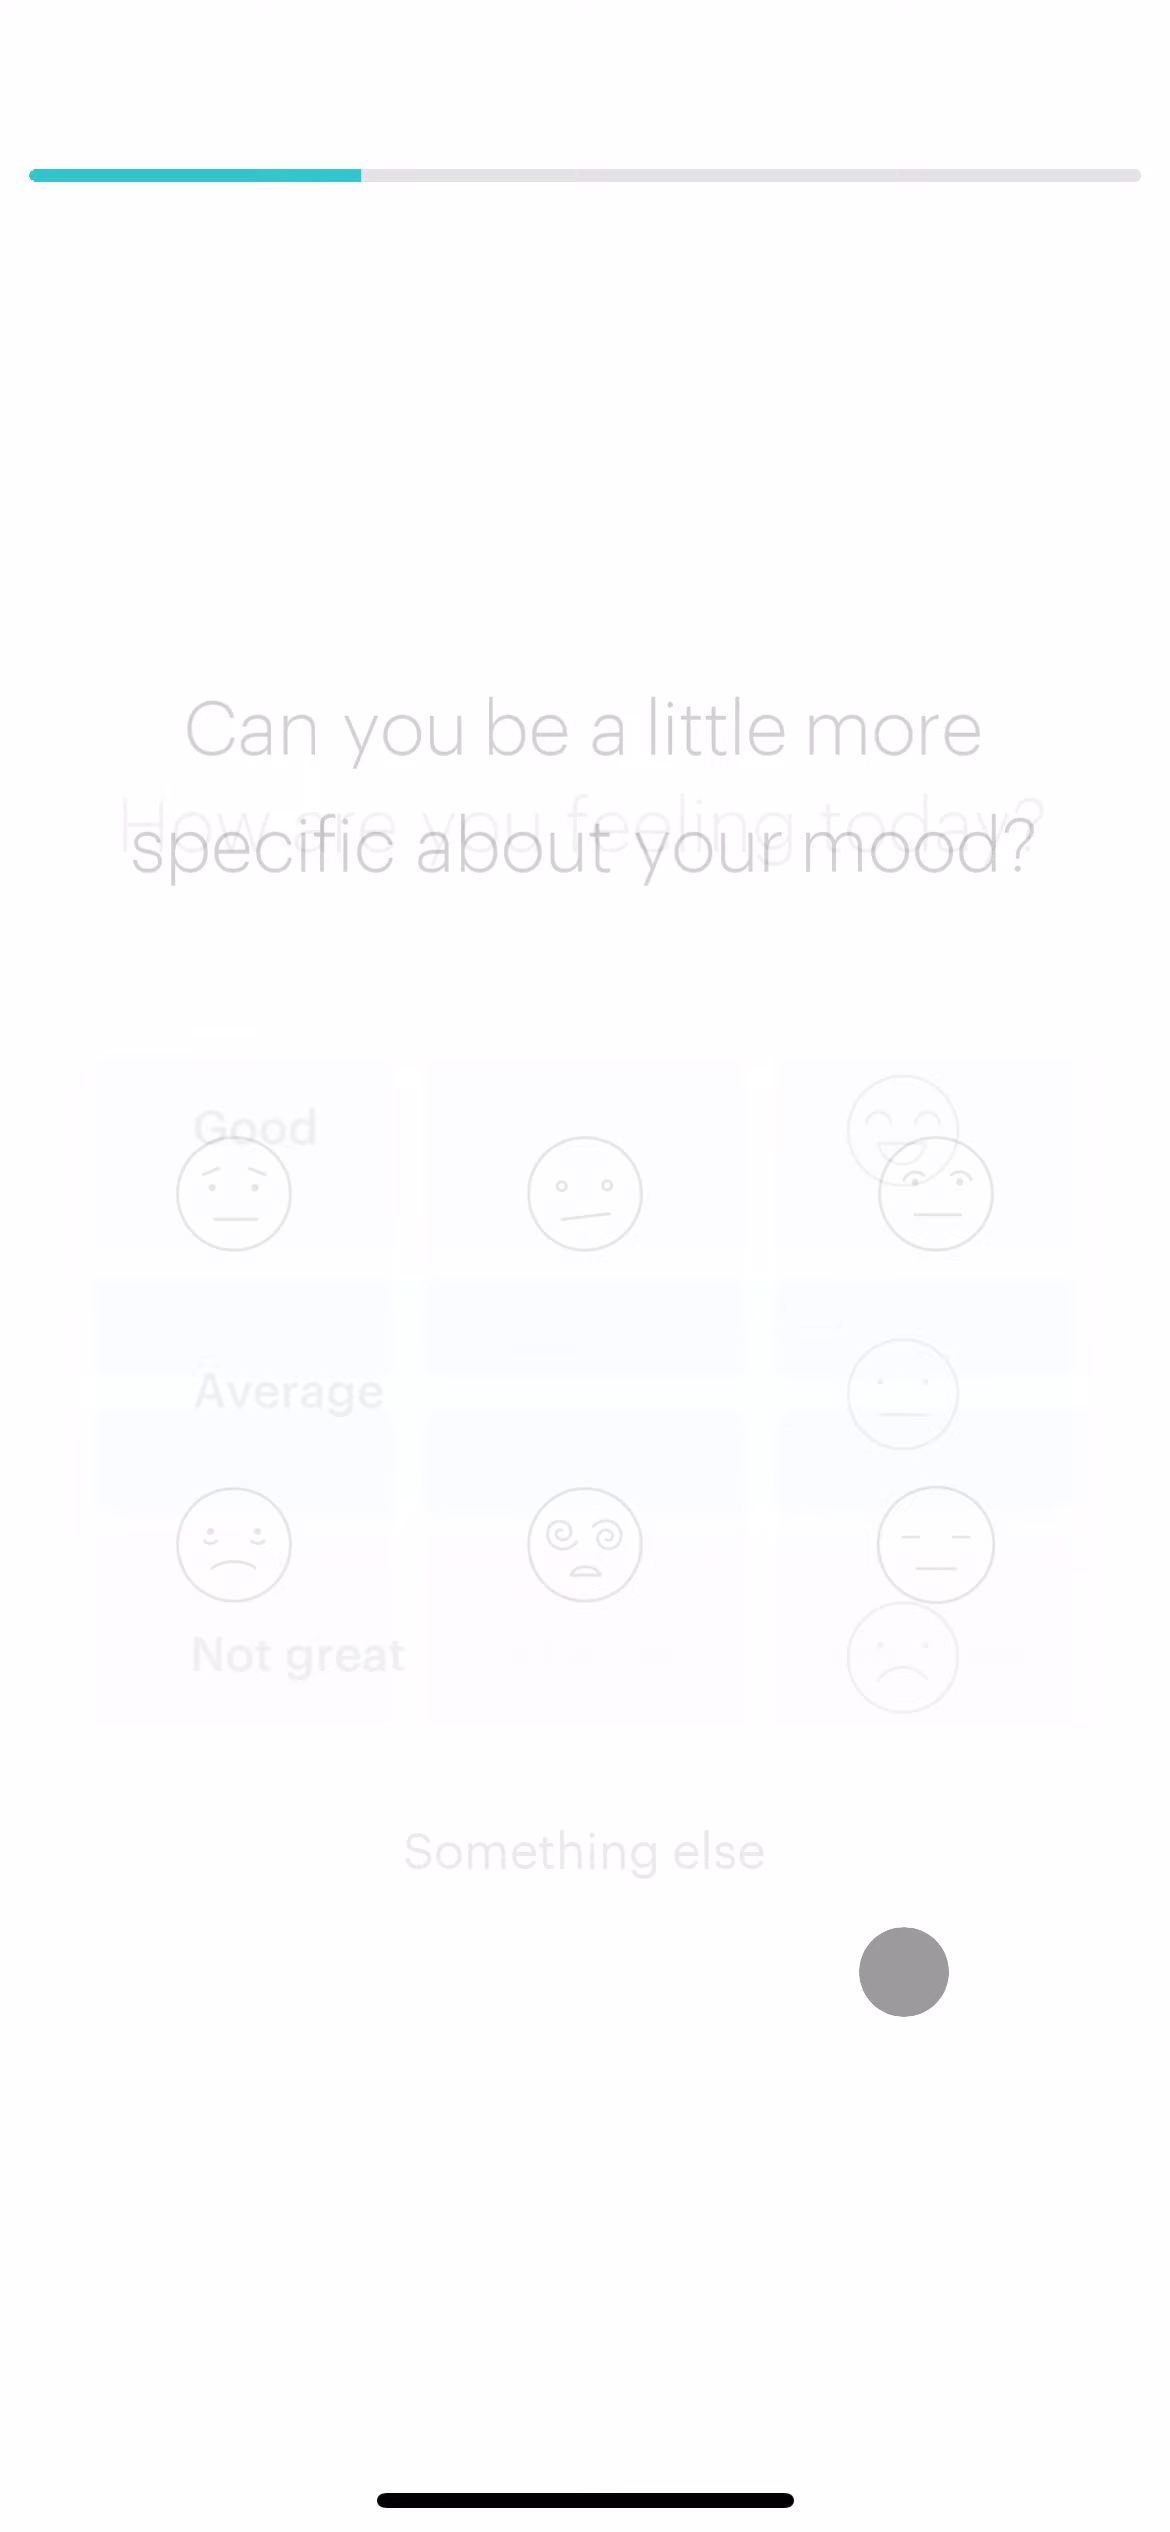 Can you be a little more
How are you feeling today?
specific about your mood?
Good
Average
Not great
Something else